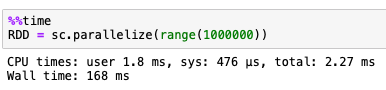 %%time
RDD = sc.parallelize(range(1000000))
CPU times: user 1.8 ms, sys: 476 µs, total: 2.27 ms
Wall time: 168 ms